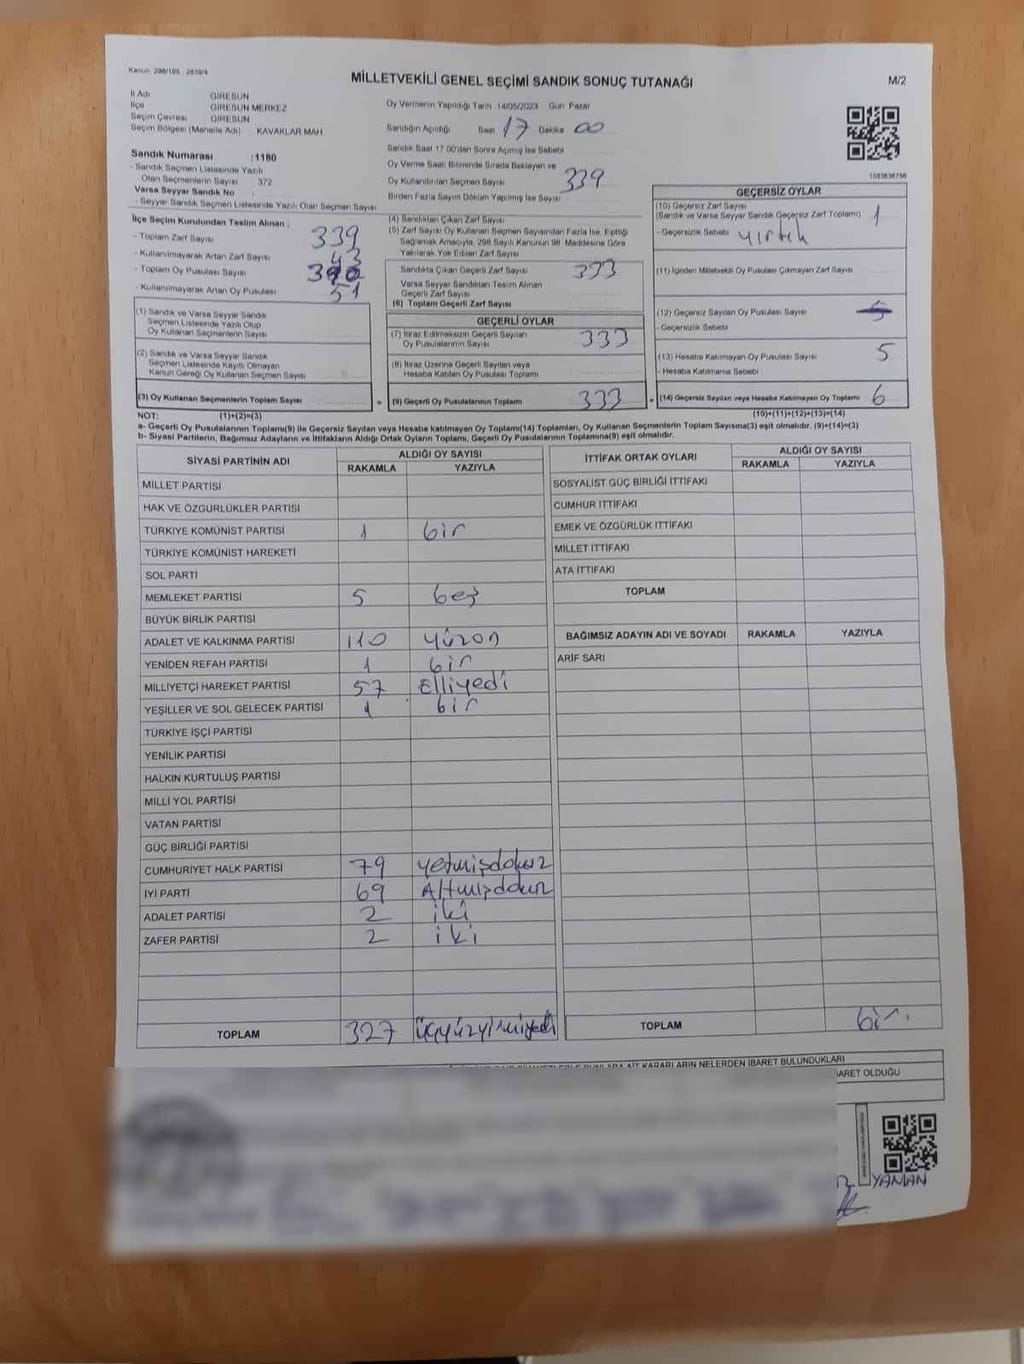 Kanun: 298/105 , 2839/4
MİLLETVEKİLİ GENEL SEÇİMİ SANDIK SONUÇ TUTANAĞI
M/2
İl Adı GİRESUN
İlçe GİRESUN MERKEZ
Seçim Çevresi GİRESUN
Seçim Bölgesi (Mahalle Adı) KAVAKLAR MAH
Sandık Numarası :1180
- Sandık Seçmen Listesinde Yazılı
Olan Seçmenlerin Sayısı 372
Varsa Seyyar Sandık No
- Seyyar Sandık Listesinde Yazılı Olan Seçmen Sayısı
İlçe Seçim Kurulundan Teslim Alınan :
- Toplam Zarf Sayısı 339
- Kullanılmayarak Artan Zarf Sayısı 43
- Toplam Oy Pusulası Sayısı
- Kullanılmayarak Artan Oy Pusulası 51
(1) Sandık ve Varsa Seyyar Sandık
Seçmen Listesinde Yazılı Olup
Oy Kullanan Seçmenlerin Sayısı
(2) Sandık ve Varsa Seyyar Sandık
Seçmen Listesinde Kayıtlı Olmayan
Kanun Gereği Oy Kullanan Seçmen Sayısı
(3) Oy Kullanan Seçmenlerin Toplam Sayısı
Oy Vermenin Yapıldığı Tarih 14/05/2023 Gün Pazar
Sandığın Açıldığı Saat 17 Dakika 00
Sandık Saat 17 00'den Sonra Açılmış İse Sebebi
Oy Verme Saati Bitiminde Sırada Bekleyen ve
Oy Kullandırılan Seçmen Sayısı 339
Birden Fazla Sayım Döküm Yapılmış İse Sayısı
(4) Sandıktan Çıkan Zarf Sayısı
(5) Zarf Sayısı Oy Kullanan Seçmen Sayısından Fazla İse, Eşitliği
Sağlamak Amacıyla, 298 Sayılı Kanunun 98. Maddesine Göre
Yakılarak Yok Edilen Zarf Sayısı
Sandıkta Çıkan Geçerli Zarf Sayısı 333
Varsa Seyyar Sandıktan Teslim Alınan
Geçerli Zarf Sayısı
(6) Toplam Geçerli Zarf Sayısı
GEÇERLİ OYLAR
(7) İtiraz Edilmeksizin Geçerli Sayılan
Oy Pusulalarının Sayısı 333
(8) İtiraz Üzerine Geçerli Sayılan veya
Hesaba Katılan Oy Pusulası Toplamı
(9) Geçerli Oy Pusulalarının Toplamı 333
1083636756
GEÇERSİZ OYLAR
(10) Geçersiz Zarf Sayısı
(Sandık ve Varsa Seyyar Sandık Geçersiz Zarf Toplamı) 1
- Geçersizlik Sebebi yırtık
(11) İçinden Milletvekili Oy Pusulası Çıkmayan Zarf Sayısı
(12) Geçersiz Sayılan Oy Pusulası Sayısı 5
- Geçersizlik Sebebi
(13) Hesaba Katılmayan Oy Pusulası Sayısı 5
- Hesaba Katılmama Sebebi
(14) Geçersiz Sayılan veya Hesaba Katılmayan Oy Toplamı 6
NOT: (1)+(2)=(3) (10)+(11)+(12)+(13)=(14)
a- Geçerli Oy Pusulalarının Toplamı(9) ile Geçersiz Sayılan veya Hesaba Katılmayan Oy Toplamı(14) Toplamları, Oy Kullanan Seçmenlerin Toplam Sayısına(3) eşit olmalıdır. (9)+(14)=(3)
b- Siyasi Partilerin, Bağımsız Adayların ve İttifakların Aldığı Ortak Oyların Toplamı, Geçerli Oy Pusulalarının Toplamına(9) eşit olmalıdır.
SİYASİ PARTİNİN ADI ALDIĞI OY SAYISI
RAKAMLA YAZIYLA
MİLLET PARTİSİ
HAK VE ÖZGÜRLÜKLER PARTİSİ
TÜRKİYE KOMÜNİST PARTİSİ 1 bir
TÜRKİYE KOMÜNİST HAREKETİ
SOL PARTİ
MEMLEKET PARTİSİ 5 beş
BÜYÜK BİRLİK PARTİSİ
ADALET VE KALKINMA PARTİSİ 110 yüzon
YENİDEN REFAH PARTİSİ 1 bir
MİLLİYETÇİ HAREKET PARTİSİ 57 Elliyedi
YEŞİLLER VE SOL GELECEK PARTİSİ 1 bir
TÜRKİYE İŞÇİ PARTİSİ
YENİLİK PARTİSİ
HALKIN KURTULUŞ PARTİSİ
MİLLİ YOL PARTİSİ
VATAN PARTİSİ
GÜÇ BİRLİĞİ PARTİSİ
CUMHURİYET HALK PARTİSİ 79 yetmişdokuz
İYİ PARTİ 69 Altmışdokuz
ADALET PARTİSİ 2 iki
ZAFER PARTİSİ 2 iki
TOPLAM 327 üçyüzyirmiyedi
İTTİFAK ORTAK OYLARI ALDIĞI OY SAYISI
RAKAMLA YAZIYLA
SOSYALİST GÜÇ BİRLİĞİ İTTİFAKI
CUMHUR İTTİFAKI
EMEK VE ÖZGÜRLÜK İTTİFAKI
MİLLET İTTİFAKI
ATA İTTİFAKI
TOPLAM
BAĞIMSIZ ADAYIN ADI VE SOYADI RAKAMLA YAZIYLA
ARİF SARI
TOPLAM bir.
KARARLARIN NELERDEN İBARET BULUNDUKLARI
BARET OLDUĞU
YAMAN